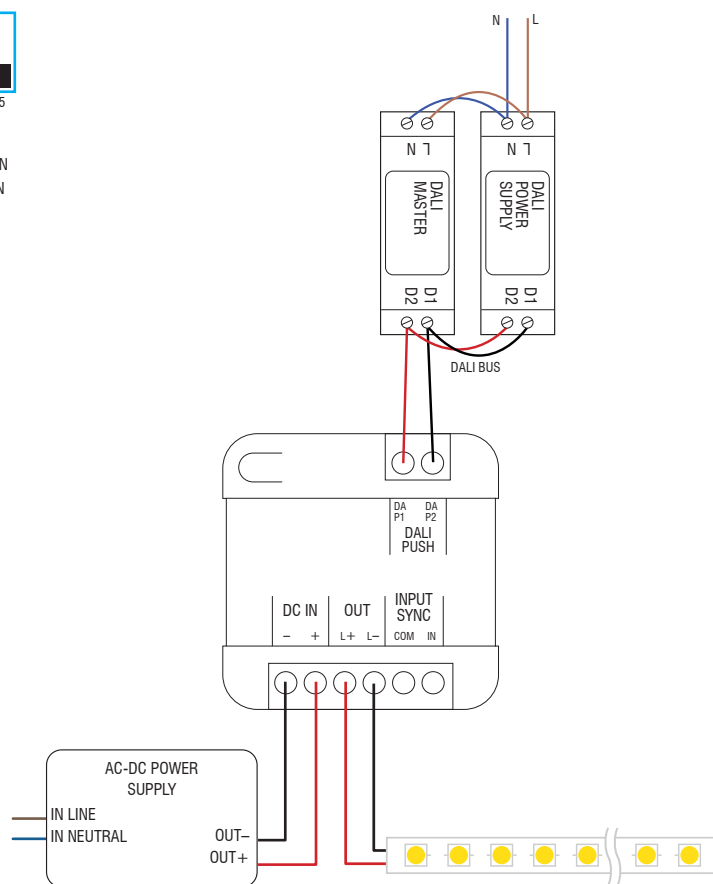 N L
5
N
N
N L
N L
DALI
MASTER
DALI
POWER
SUPPLY
D2 D1
D2 D1
DALI BUS
DA DA
P1 P2
DALI
PUSH
DC IN
OUT
INPUT
SYNC
– +
L+ L–
COM IN
AC-DC POWER
SUPPLY
IN LINE
IN NEUTRAL
OUT–
OUT+